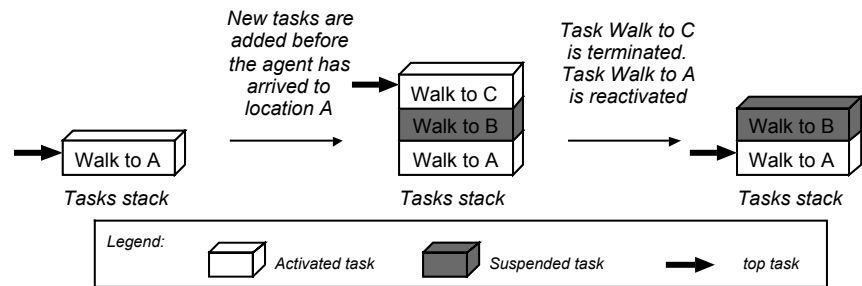 New tasks are
added before
the agent has
arrived to
location A
Task Walk to C
is terminated.
Task Walk to A
is reactivated
Walk to A
Tasks stack
Walk to C
Walk to B
Walk to A
Tasks stack
Walk to B
Walk to A
Tasks stack
Legend:
Activated task
Suspended task
top task